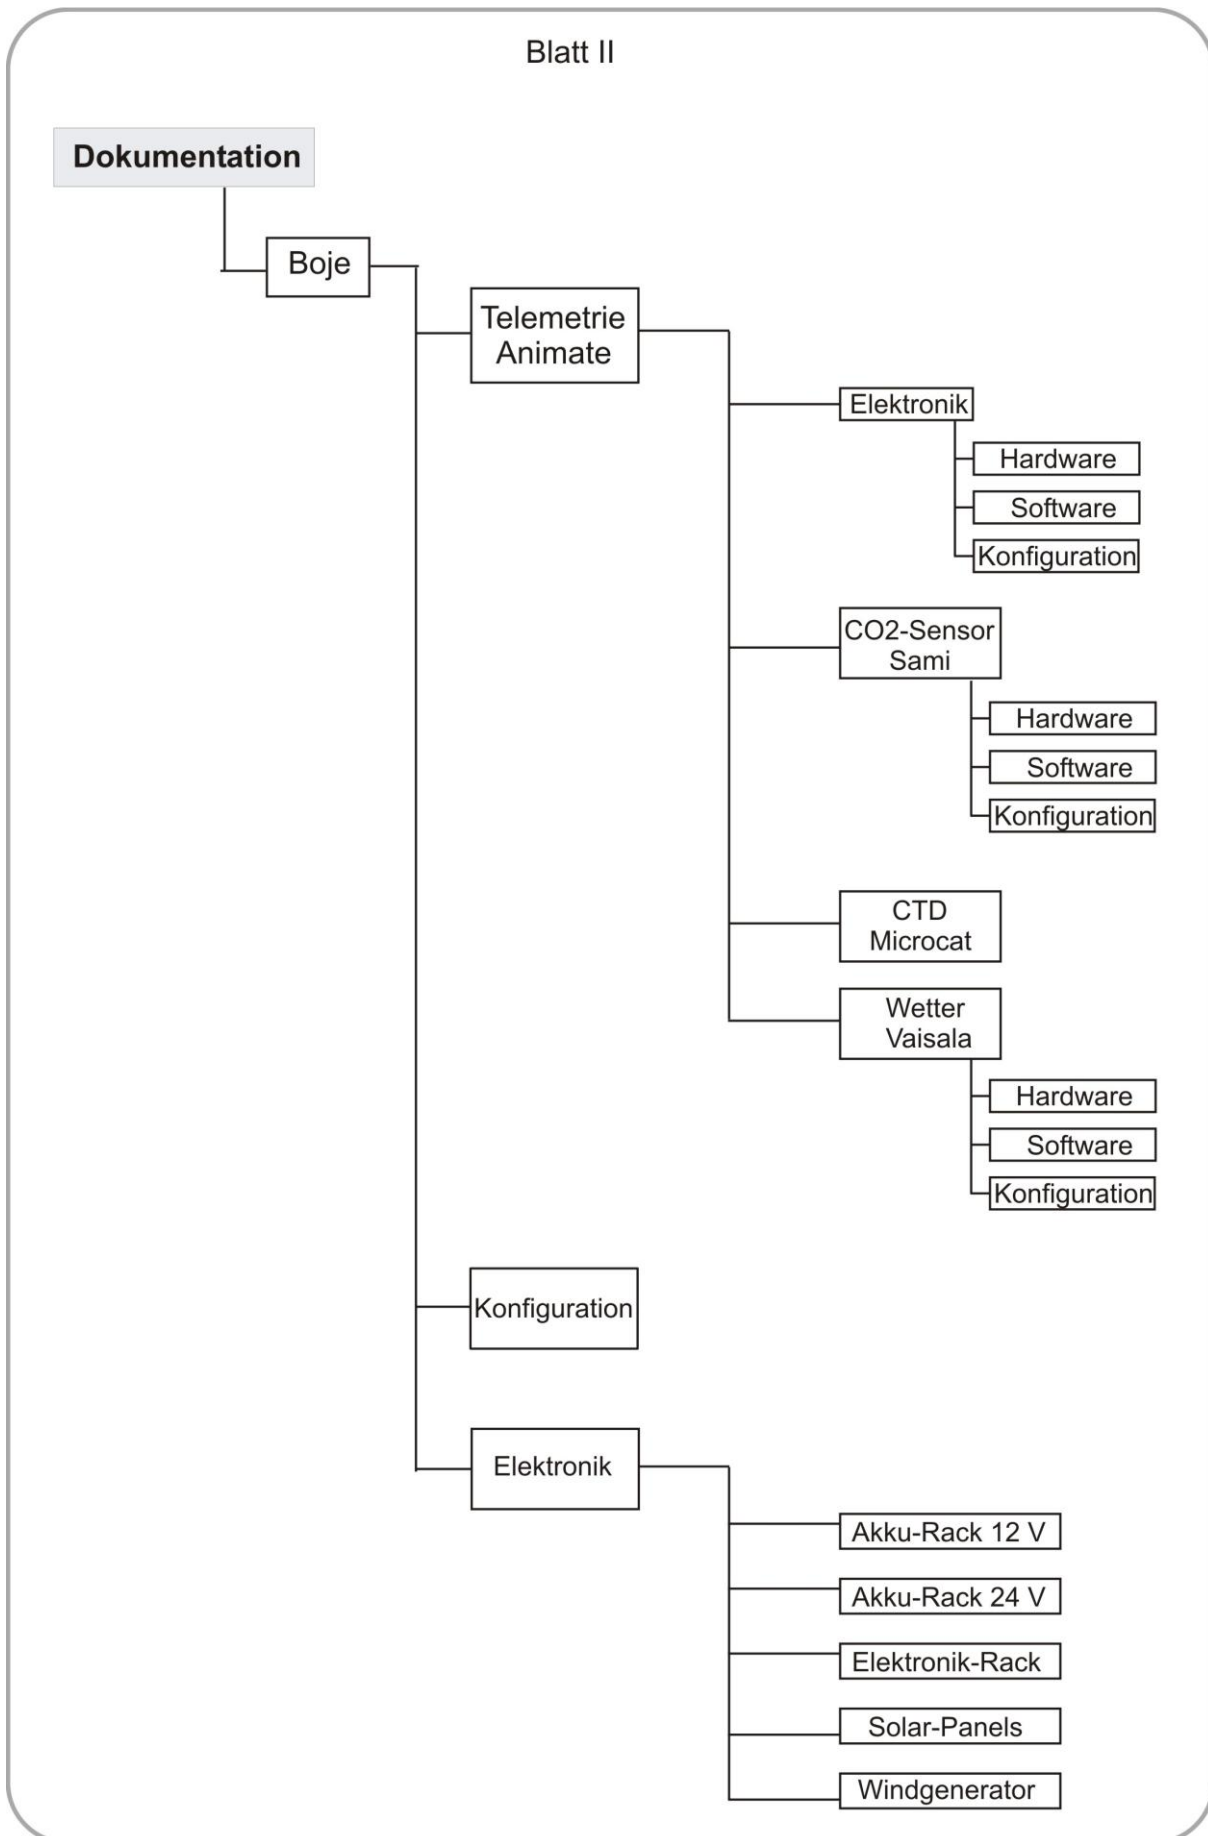 Blatt II
Dokumentation
Boje
Telemetrie
Animate
Elektronik
Hardware
Software
Konfiguration
CO2-Sensor
Sami
Hardware
Software
Konfiguration
CTD
Microcat
Wetter
Vaisala
Hardware
Software
Konfiguration
Konfiguration
Elektronik
Akku-Rack 12 V
Akku-Rack 24 V
Elektronik-Rack
Solar-Panels
Windgenerator